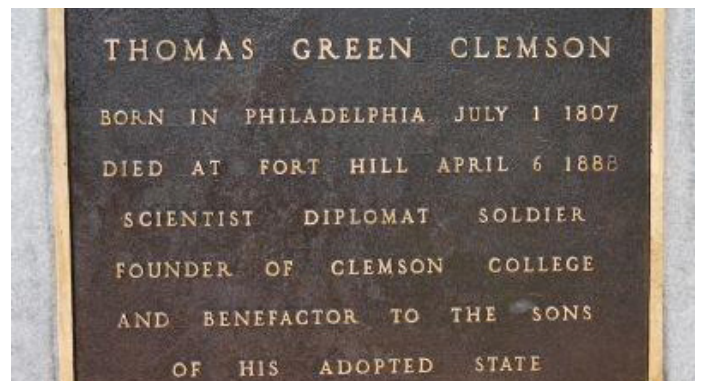 THOMAS GREEN CLEMSON
BORN IN PHILADELPHIA JULY 1 1807
DIED AT FORT HILL APRIL 6 1888
SCIENTIST DIPLOMAT SOLDIER
FOUNDER OF CLEMSON COLLEGE
AND BENEFACTOR TO THE SONS
OF HIS ADOPTED STATE